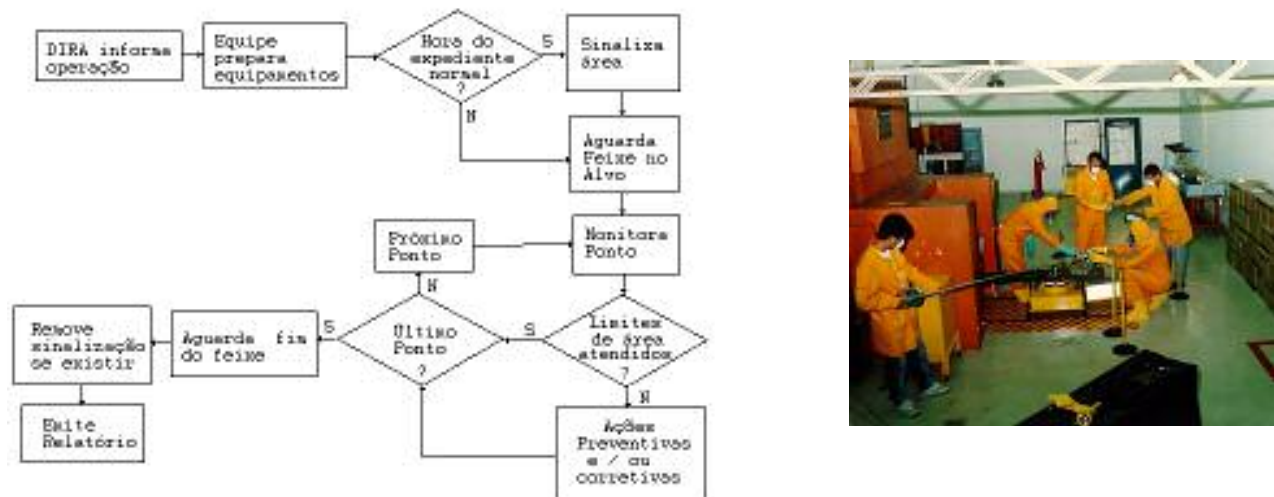 DIRA informa
operação
Equipe
prepara
equipamentos
Hora do
expediente
normal
?
S
N
Sinaliza
área
Aguarda
Feixe no
Alvo
Monitora
Ponto
Próximo
Ponto
Limites
de área
atendidos
?
S
N
Ações
Preventivas
e / ou
corretivas
Último
Ponto
?
N
S
Aguarda fim
do feixe
Remove
sinalização
se existir
Emite
Relatório